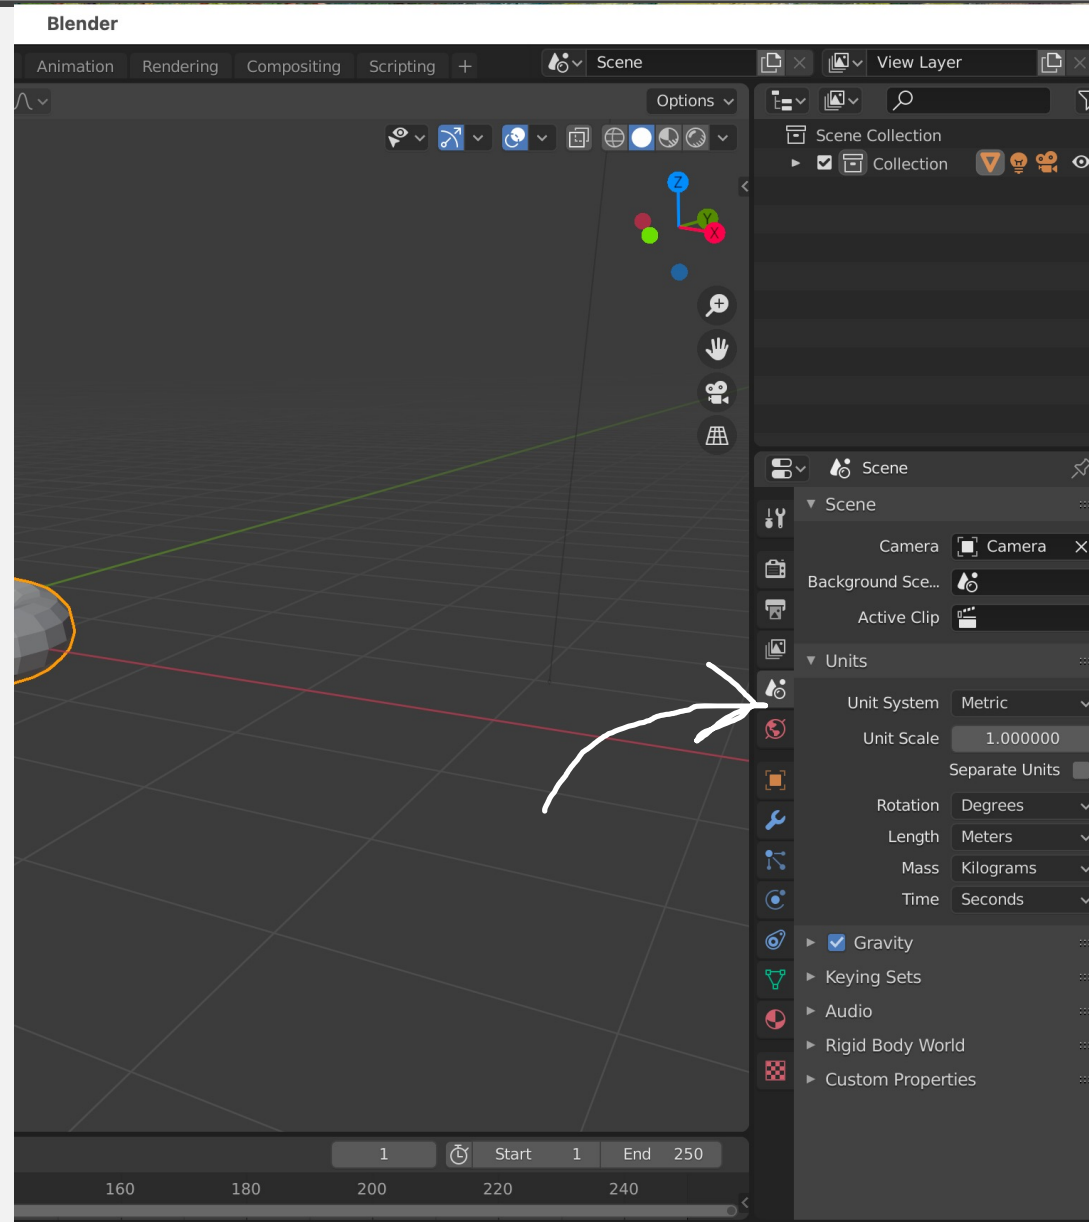 Blender
Animation Rendering Compositing Scripting + Scene View Layer
Options
Scene Collection
Collection
Z
Y
X
Scene
Scene
Camera Camera
Background Sce...
Active Clip
Units
Unit System Metric
Unit Scale 1.000000
Separate Units
Rotation Degrees
Length Meters
Mass Kilograms
Time Seconds
Gravity
Keying Sets
Audio
Rigid Body World
Custom Properties
1 Start 1 End 250
160 180 200 220 240